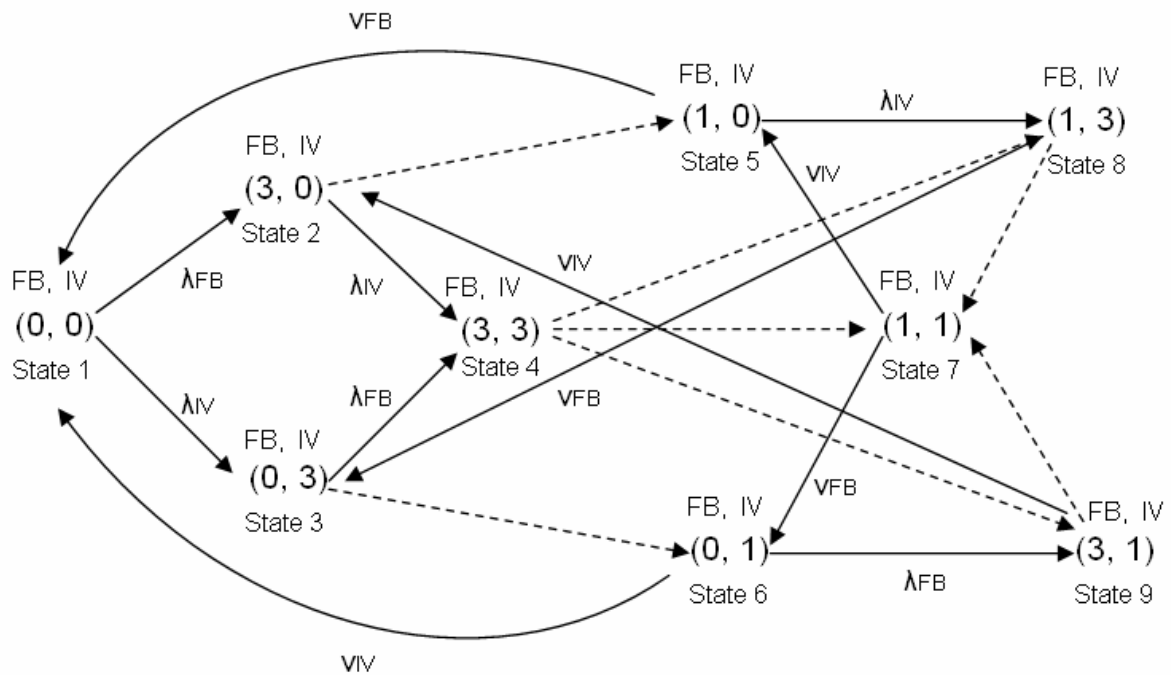 νFB
FB, IV
(1, 0)
State 5
λIV
FB, IV
(1, 3)
State 8
FB, IV
(3, 0)
State 2
λFB
νIV
FB, IV
(0, 0)
State 1
λIV
νIV
FB, IV
(3, 3)
State 4
FB, IV
(1, 1)
State 7
λIV
λFB
νFB
FB, IV
(0, 3)
State 3
νFB
FB, IV
(0, 1)
State 6
λFB
FB, IV
(3, 1)
State 9
νIV